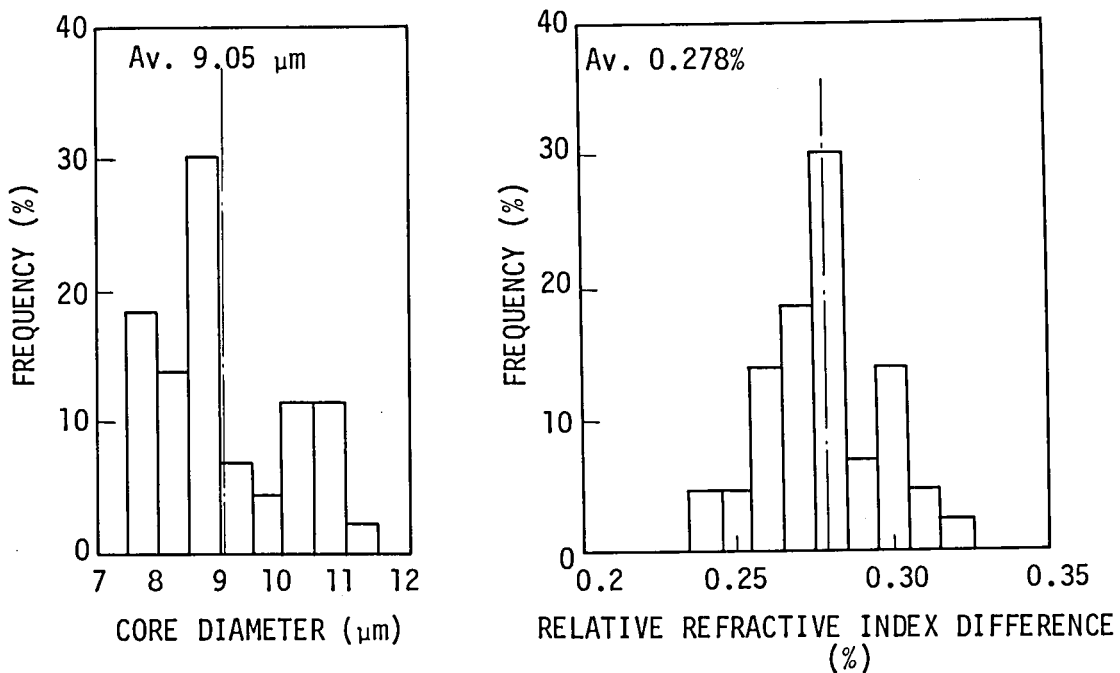 40
30
20
10
0
FREQUENCY (%)
Av. 9.05 μm
7 8 9 10 11 12
CORE DIAMETER (μm)
40
30
20
10
0
FREQUENCY (%)
Av. 0.278%
0.2 0.25 0.30 0.35
RELATIVE REFRACTIVE INDEX DIFFERENCE
(%)